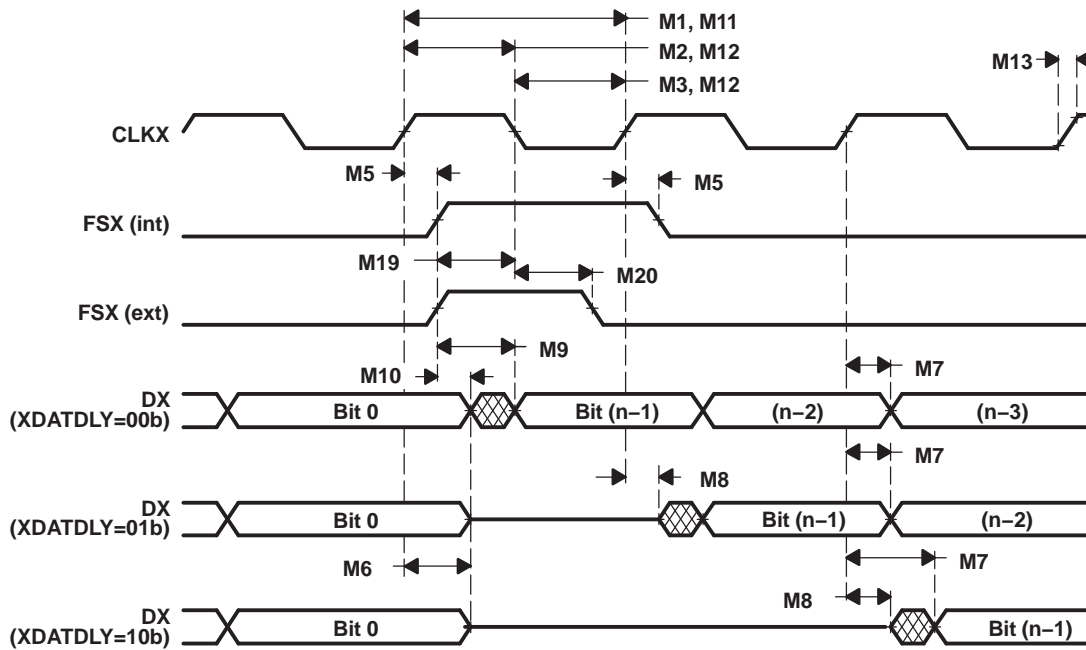 M1, M11
M2, M12
M13
M3, M12
CLKX
M5
M5
FSX (int)
M19
M20
FSX (ext)
M9
M10
M7
DX
(XDATDLY=00b)
Bit 0
Bit (n−1)
(n−2)
(n−3)
M7
M8
DX
(XDATDLY=01b)
Bit 0
Bit (n−1)
(n−2)
M6
M7
M8
DX
(XDATDLY=10b)
Bit 0
Bit (n−1)